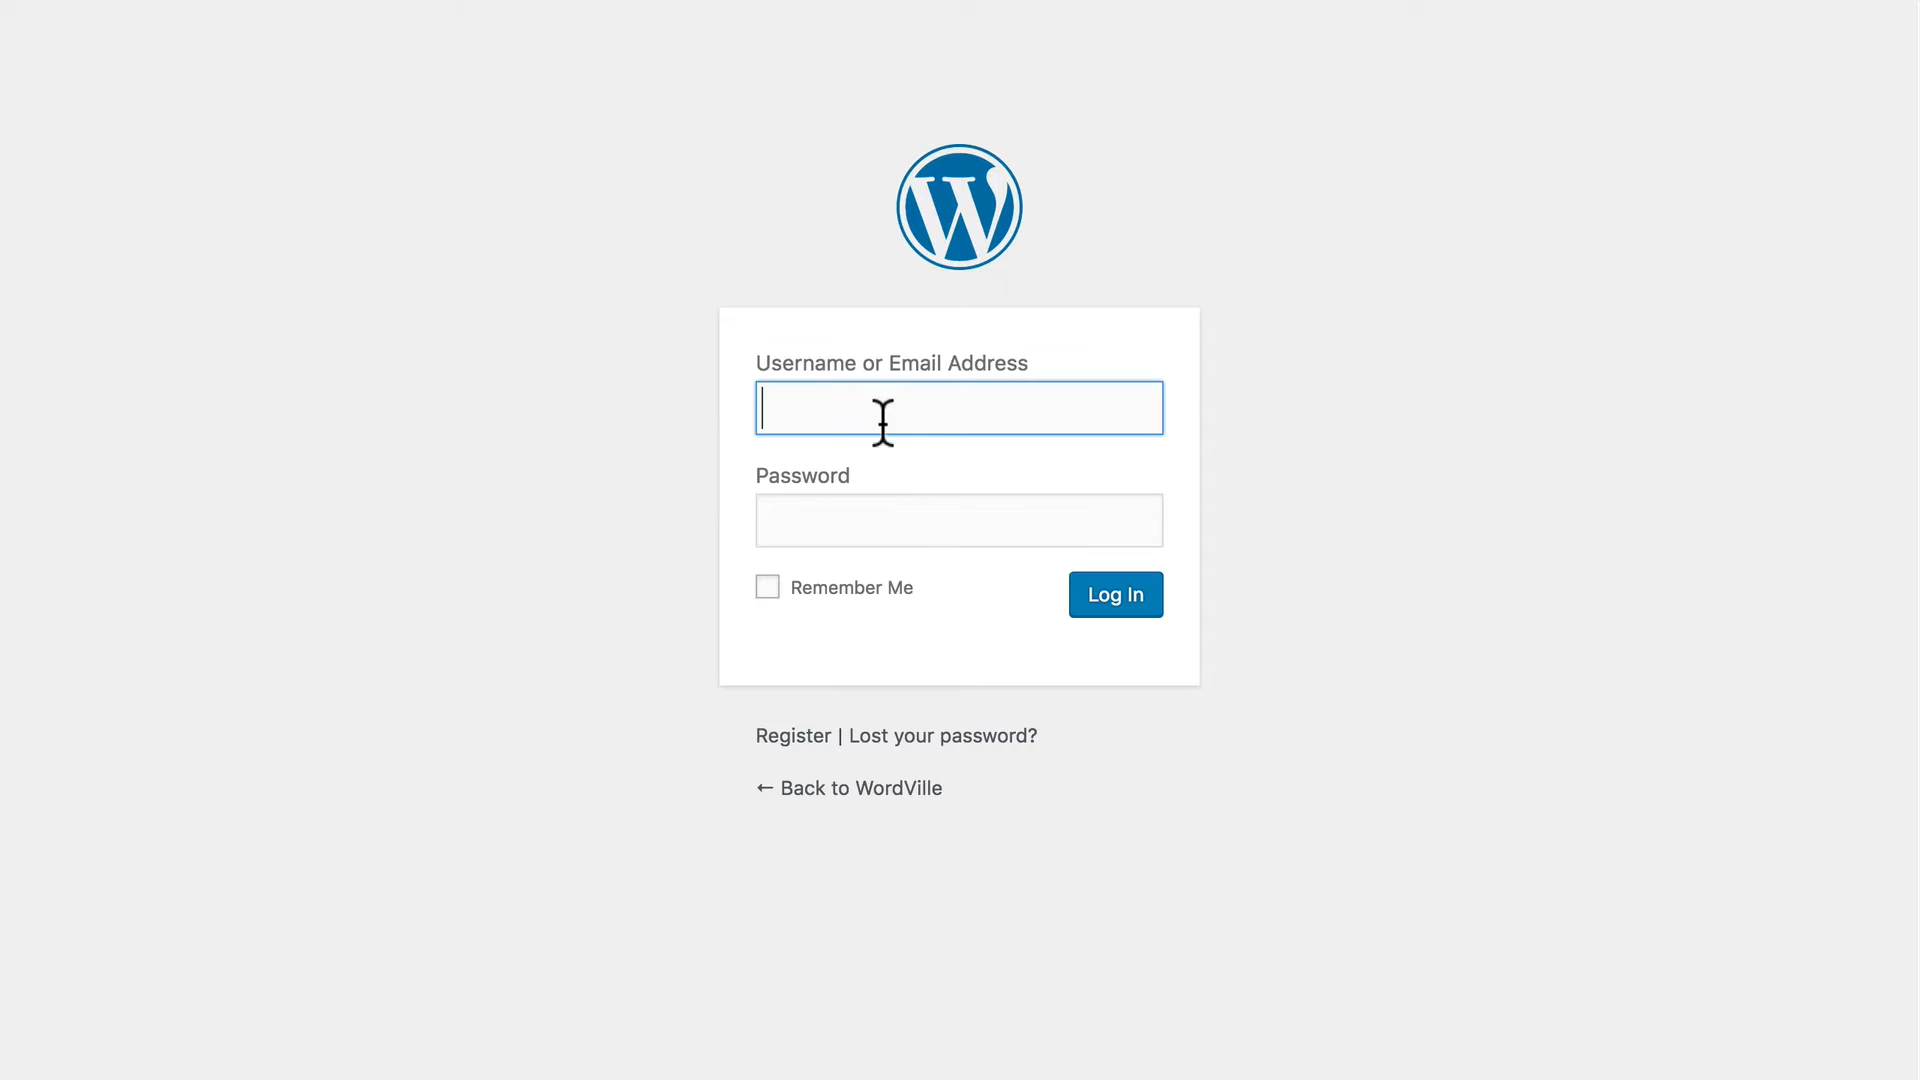 Username or Email Address
Password
Remember Me
Log In
Register | Lost your password?
← Back to WordVille